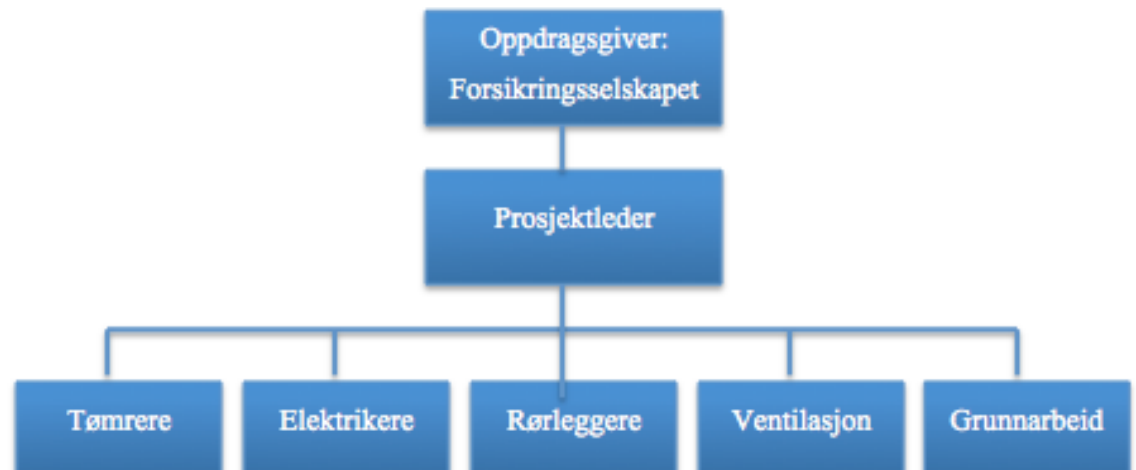 Oppdragsgiver:
Forsikringsselskapet
Prosjektleder
Tømrere
Elektrikere
Rørleggere
Ventilasjon
Grunnarbeid